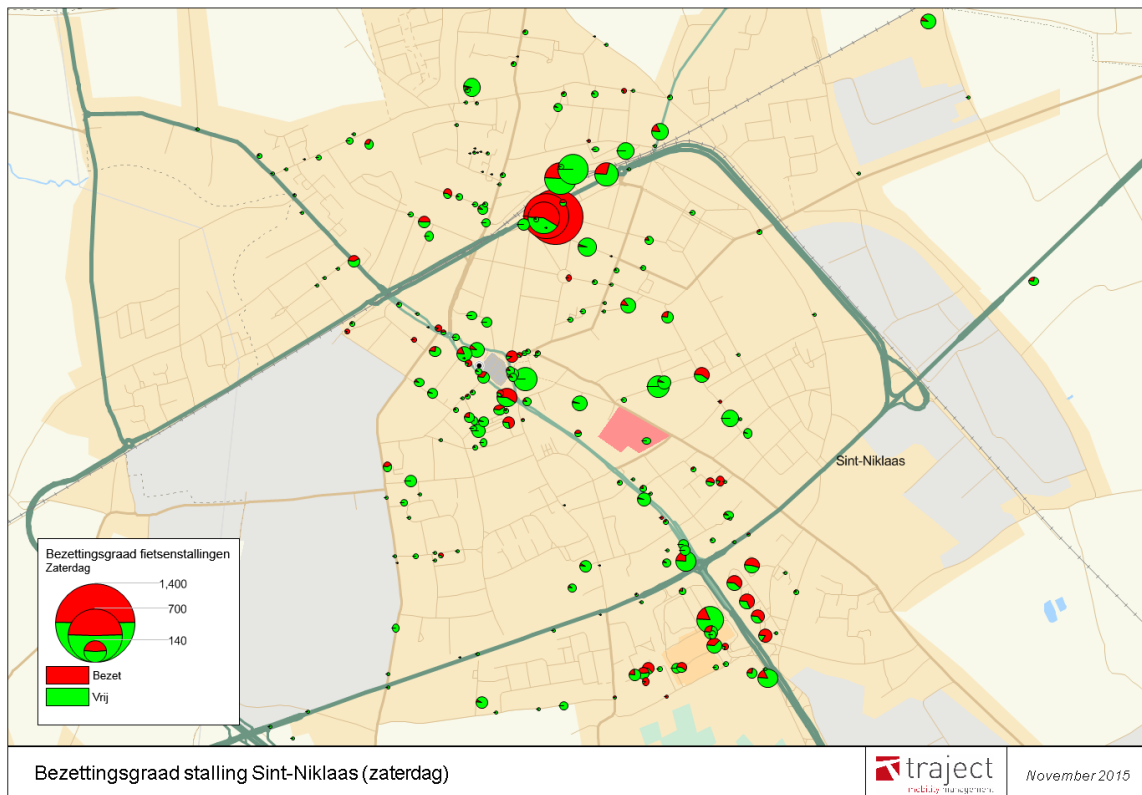 Sint-Niklaas
Bezettingsgraad fietsenstallingen
Zaterdag
1,400
700
140
Bezet
Vrij
Bezettingsgraad stalling Sint-Niklaas (zaterdag)
traject
mobility management
November 2015